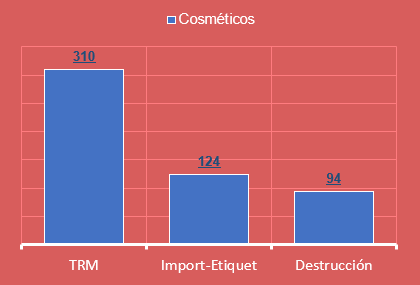 Cosméticos
310
124
94
TRM
Import-Etiquet
Destrucción